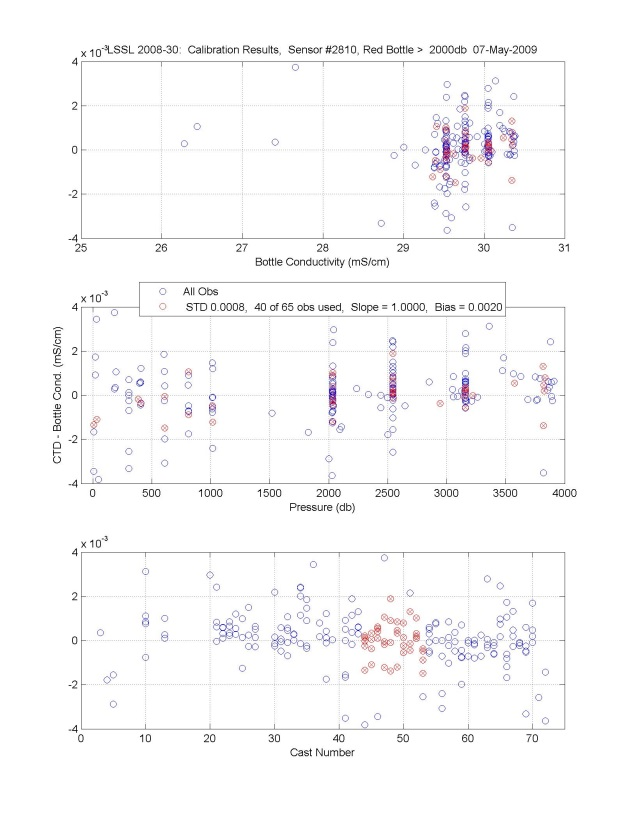 x 10⁻³ LSSL 2008-30: Calibration Results, Sensor #2810, Red Bottle > 2000db 07-May-2009
4
2
0
-2
-4
25 26 27 28 29 30 31
Bottle Conductivity (mS/cm)
x 10⁻³
All Obs
STD 0.0008, 40 of 65 obs used, Slope = 1.0000, Bias = 0.0020
CTD - Bottle Cond. (mS/cm)
4
2
0
-2
-4
0 500 1000 1500 2000 2500 3000 3500 4000
Pressure (db)
x 10⁻³
4
2
0
-2
-4
0 10 20 30 40 50 60 70
Cast Number